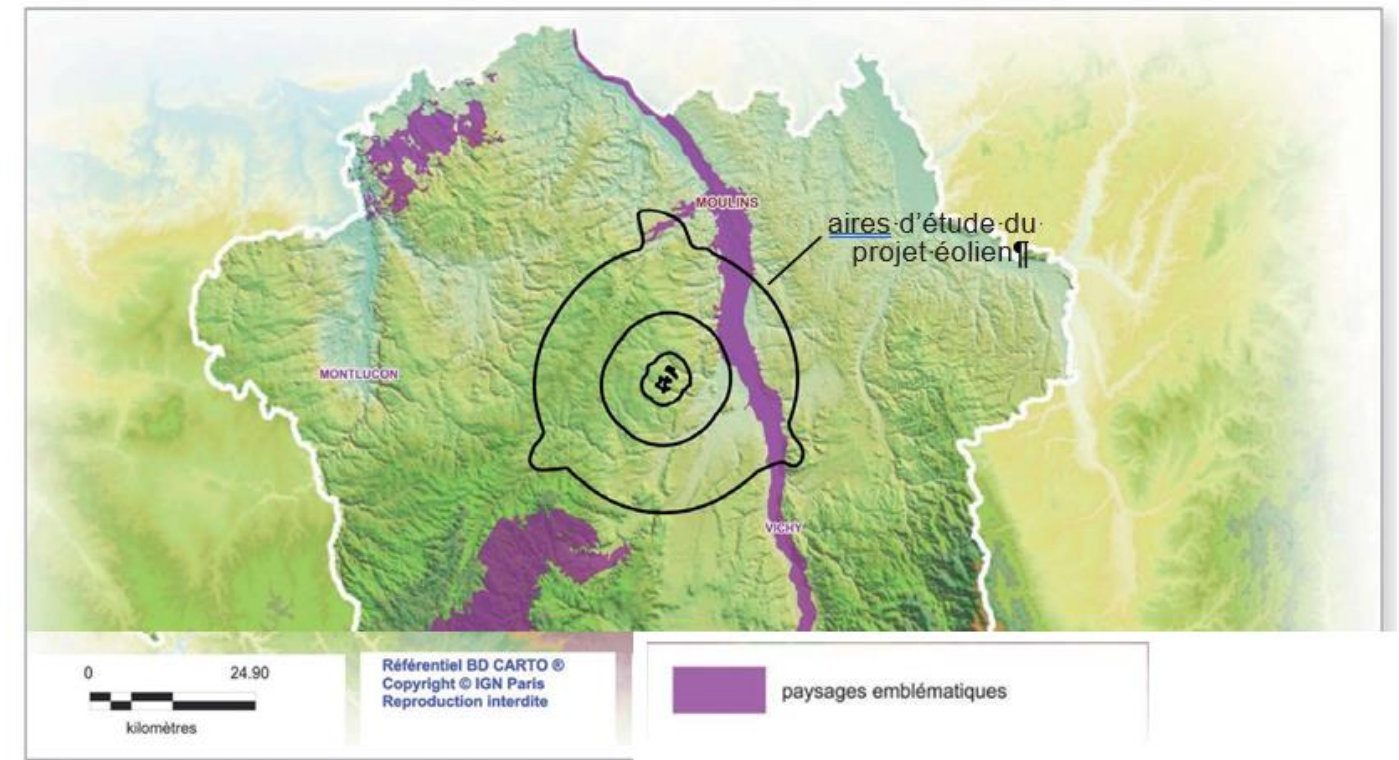 MOULINS
aires·d’étude·du·
projet·éolien¶
MONTLUCON
VICHY
0 24.90
kilomètres
Référentiel BD CARTO ®
Copyright © IGN Paris
Reproduction interdite
paysages emblématiques